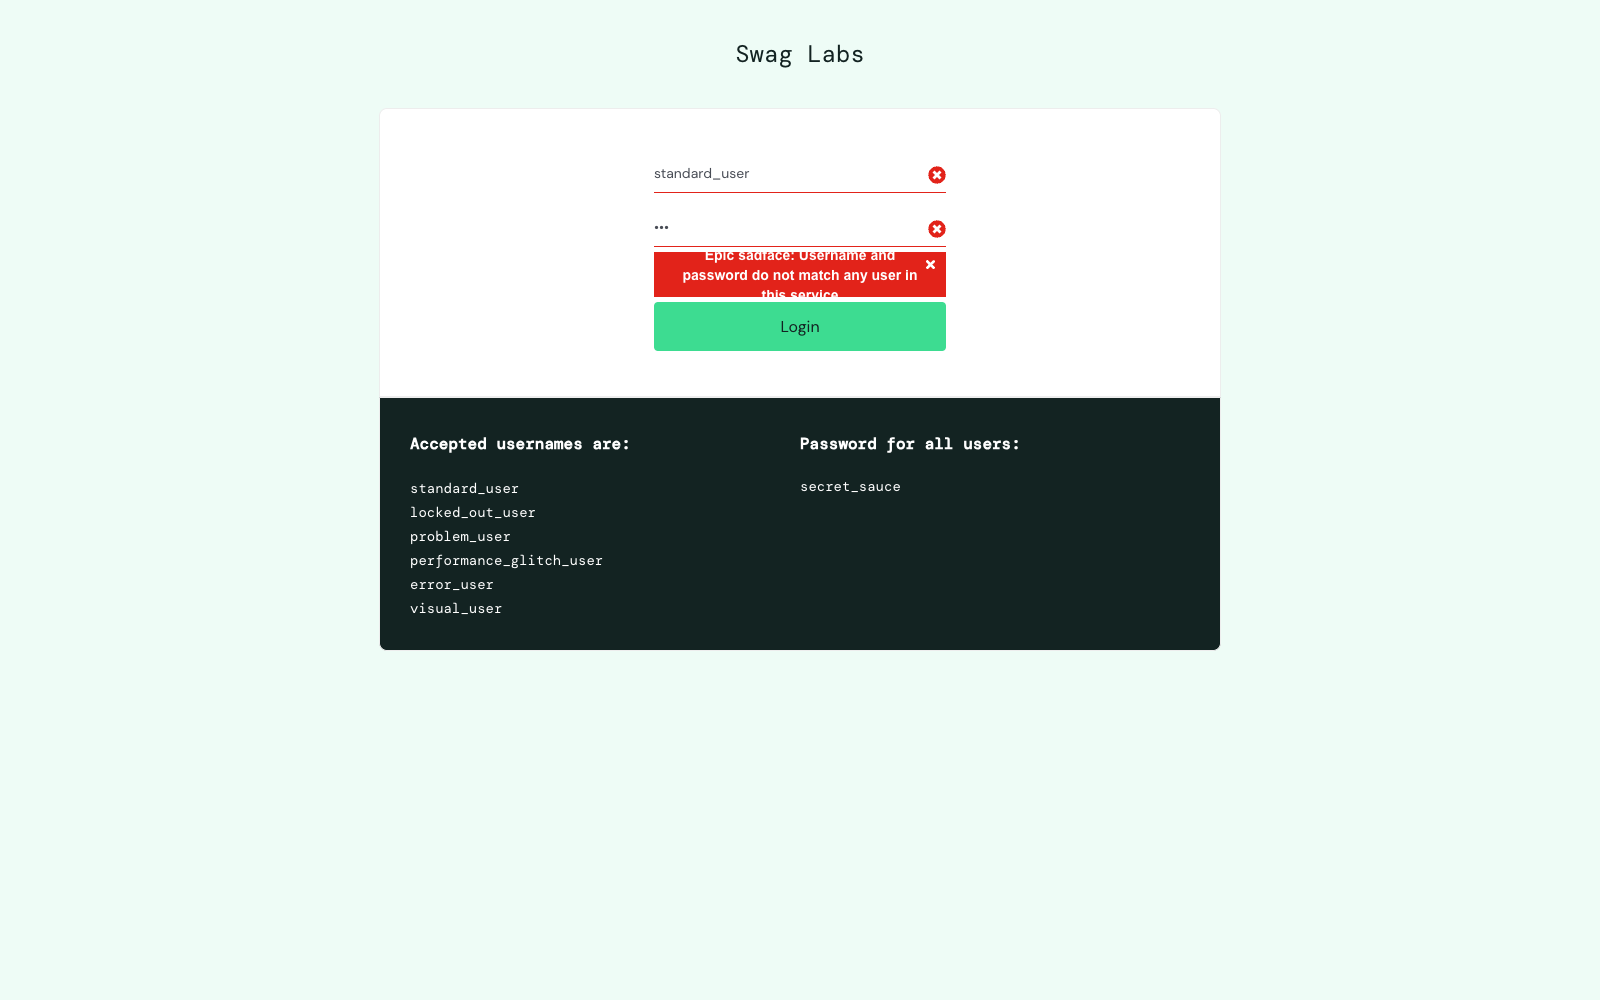 Swag Labs
standard_user
•••
Epic sadface: Username and
password do not match any user in
this service
Login
Accepted usernames are:
standard_user
locked_out_user
problem_user
performance_glitch_user
error_user
visual_user
Password for all users:
secret_sauce